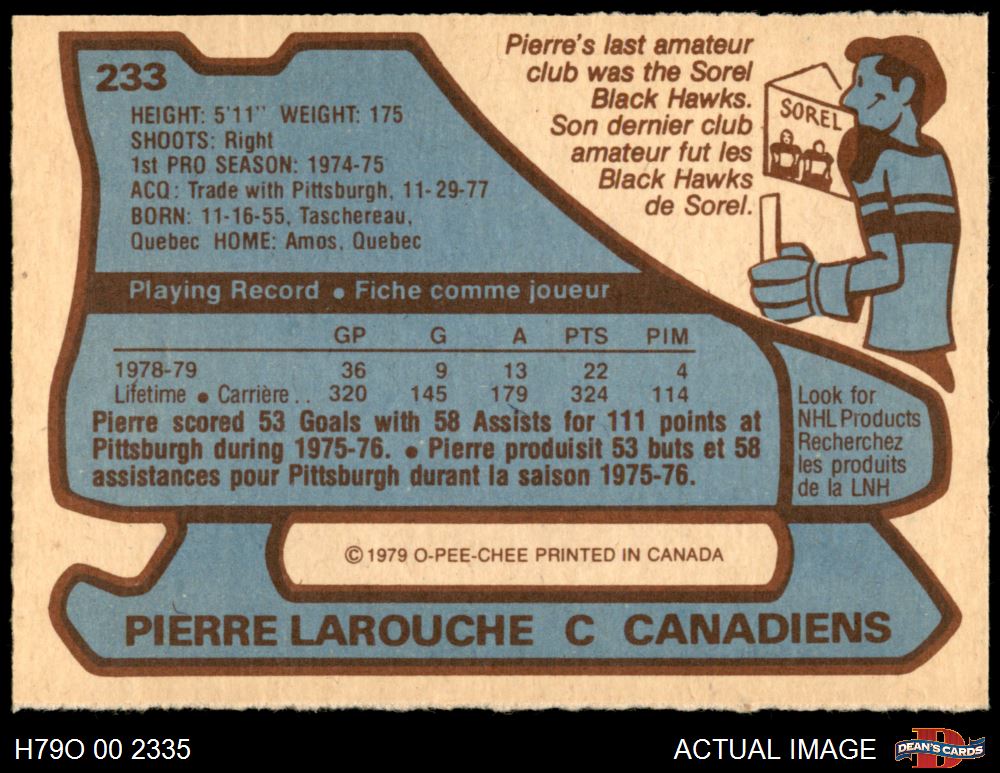 233
HEIGHT: 5'11" WEIGHT: 175
SHOOTS: Right
1st PRO SEASON: 1974-75
ACQ: Trade with Pittsburgh, 11-29-77
BORN: 11-16-55, Taschereau,
Quebec HOME: Amos, Quebec
Pierre's last amateur
club was the Sorel
Black Hawks.
Son dernier club
amateur fut les
Black Hawks
de Sorel.
SOREL
Playing Record • Fiche comme joueur
GP G A PTS PIM
1978-79 36 9 13 22 4
Lifetime • Carrière . . 320 145 179 324 114
Pierre scored 53 Goals with 58 Assists for 111 points at
Pittsburgh during 1975-76. • Pierre produisit 53 buts et 58
assistances pour Pittsburgh durant la saison 1975-76.
Look for
NHL Products
Recherchez
les produits
de la LNH
© 1979 O-PEE-CHEE PRINTED IN CANADA
PIERRE LAROUCHE C CANADIENS
H79O 00 2335
ACTUAL IMAGE
D
DEAN'S CARDS